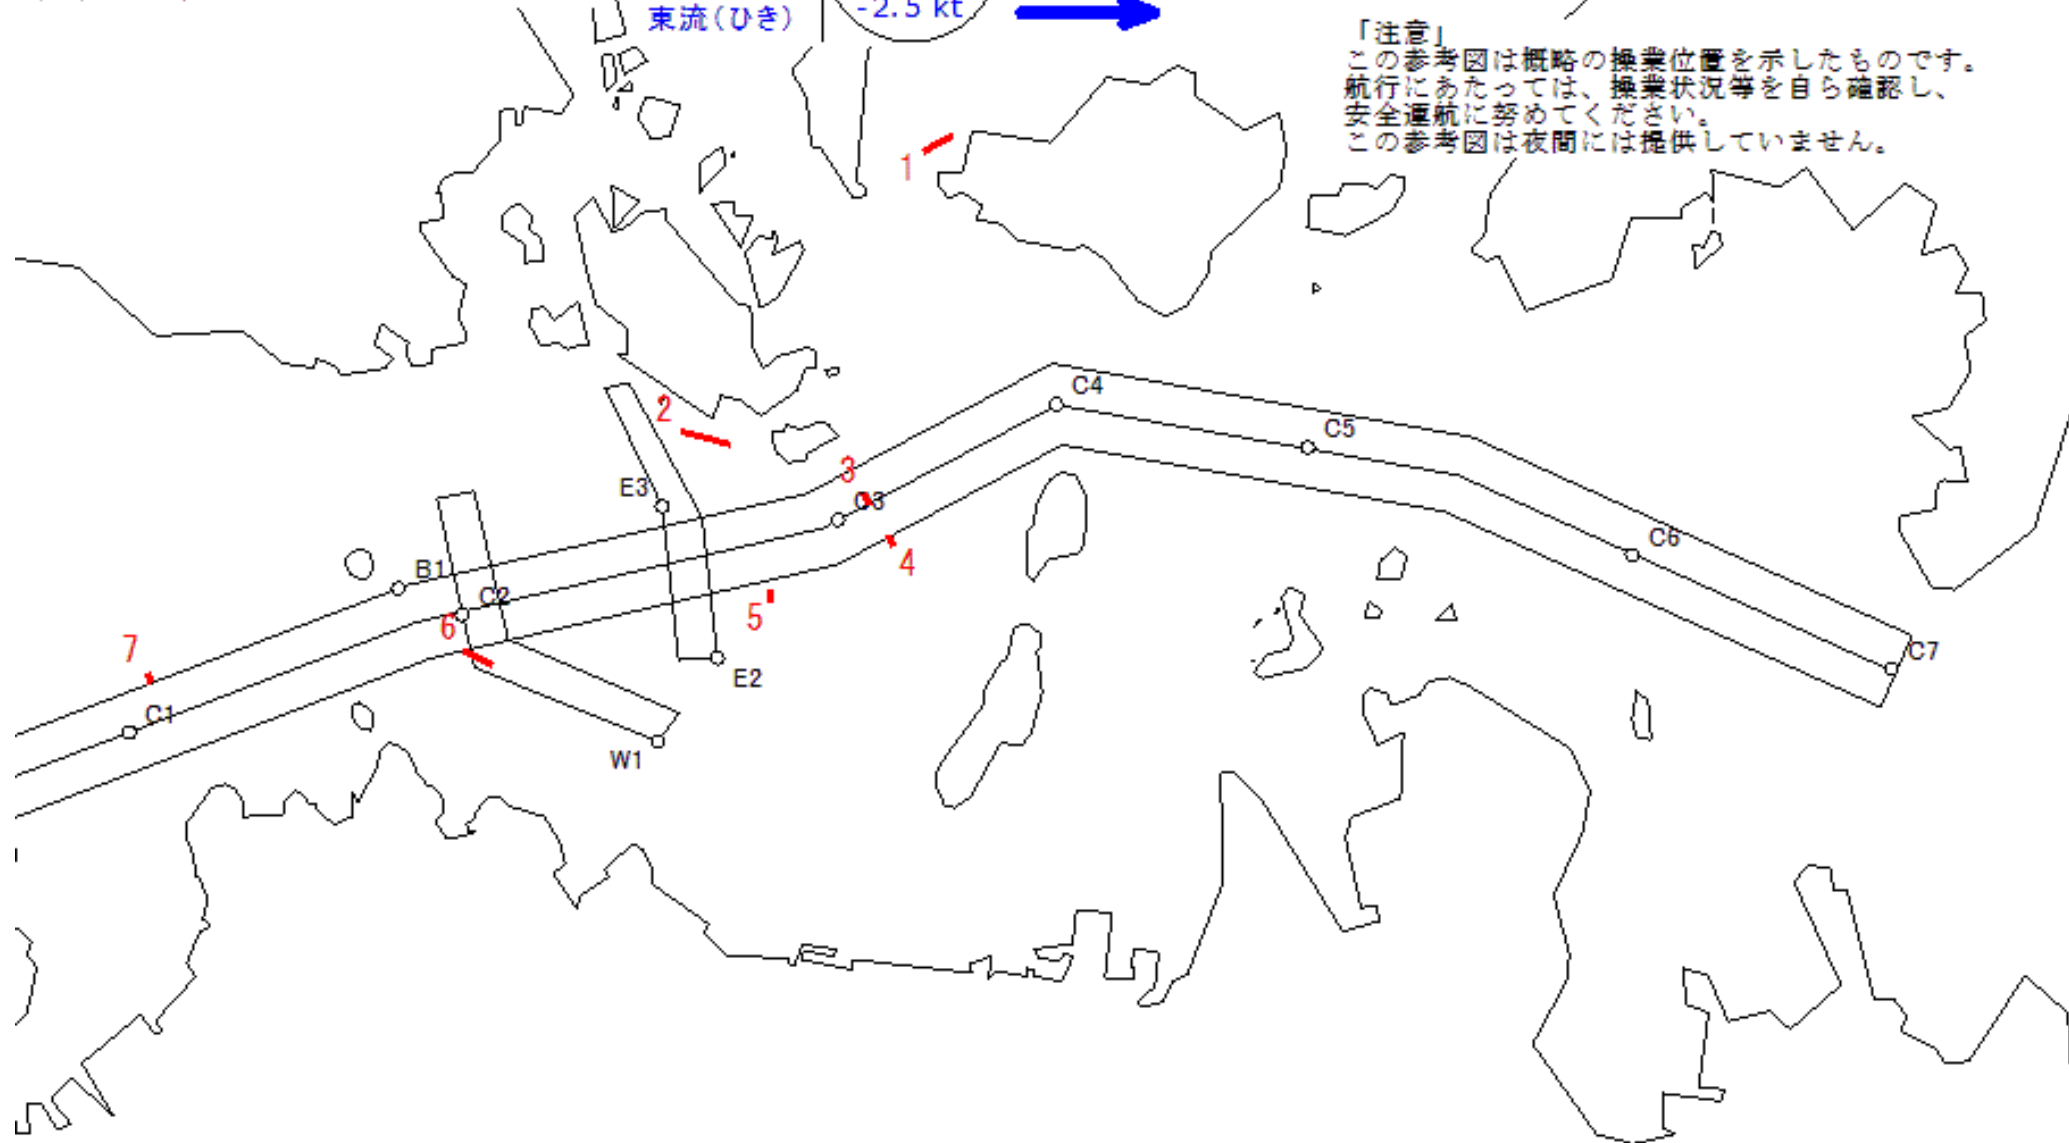 東流(ひき)
-2.5 kt
「注意」
この参考図は概略の操業位置を示したものです。
航行にあたっては、操業状況等を自ら確認し、
安全運航に努めてください。
この参考図は夜間には提供していません。
1
C4
2
C5
3
E3
C3
C6
4
B1
C2
5
6
7
C7
E2
C1
W1